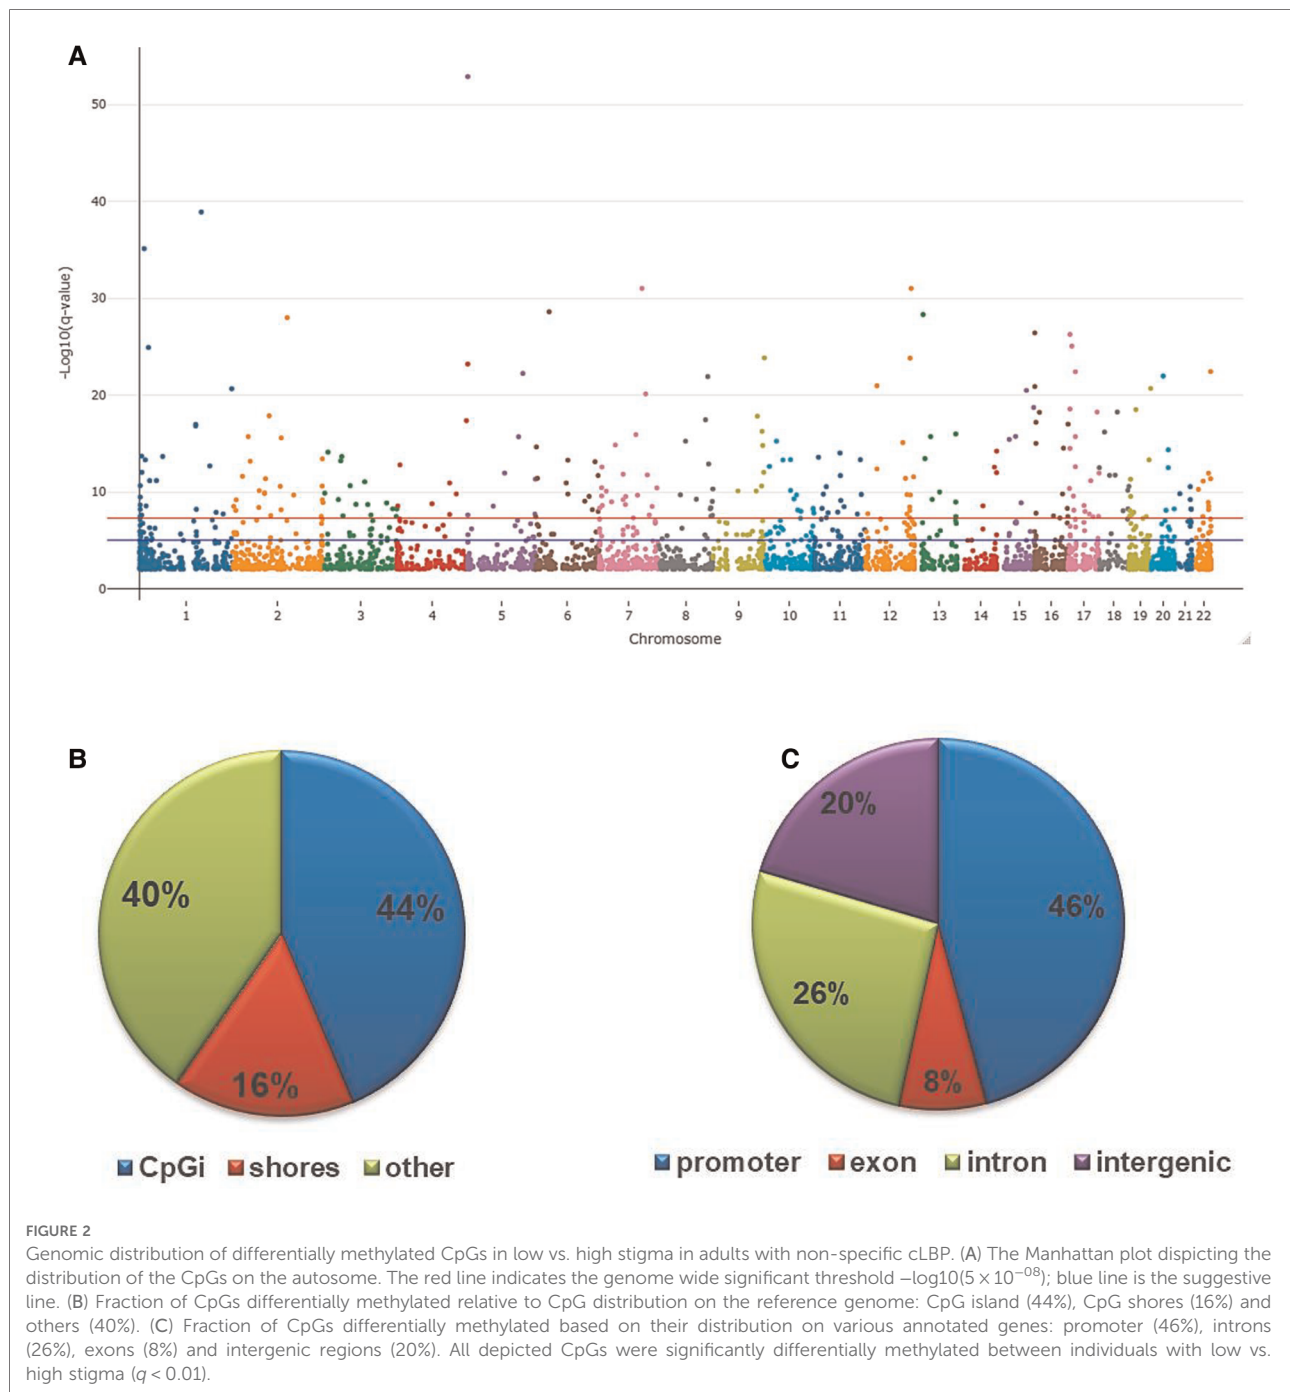 A
50
40
30
20
10
0
-Log10(q-value)
1 2 3 4 5 6 7 8 9 10 11 12 13 14 15 16 17 18 19 20 21 22
Chromosome
B
40%
44%
16%
CpGi shores other
C
20%
46%
26%
8%
promoter exon intron intergenic
FIGURE 2
Genomic distribution of differentially methylated CpGs in low vs. high stigma in adults with non-specific cLBP. (A) The Manhattan plot dispicting the
distribution of the CpGs on the autosome. The red line indicates the genome wide significant threshold −log10(5 × 10⁻⁰⁸); blue line is the suggestive
line. (B) Fraction of CpGs differentially methylated relative to CpG distribution on the reference genome: CpG island (44%), CpG shores (16%) and
others (40%). (C) Fraction of CpGs differentially methylated based on their distribution on various annotated genes: promoter (46%), introns
(26%), exons (8%) and intergenic regions (20%). All depicted CpGs were significantly differentially methylated between individuals with low vs.
high stigma (q < 0.01).